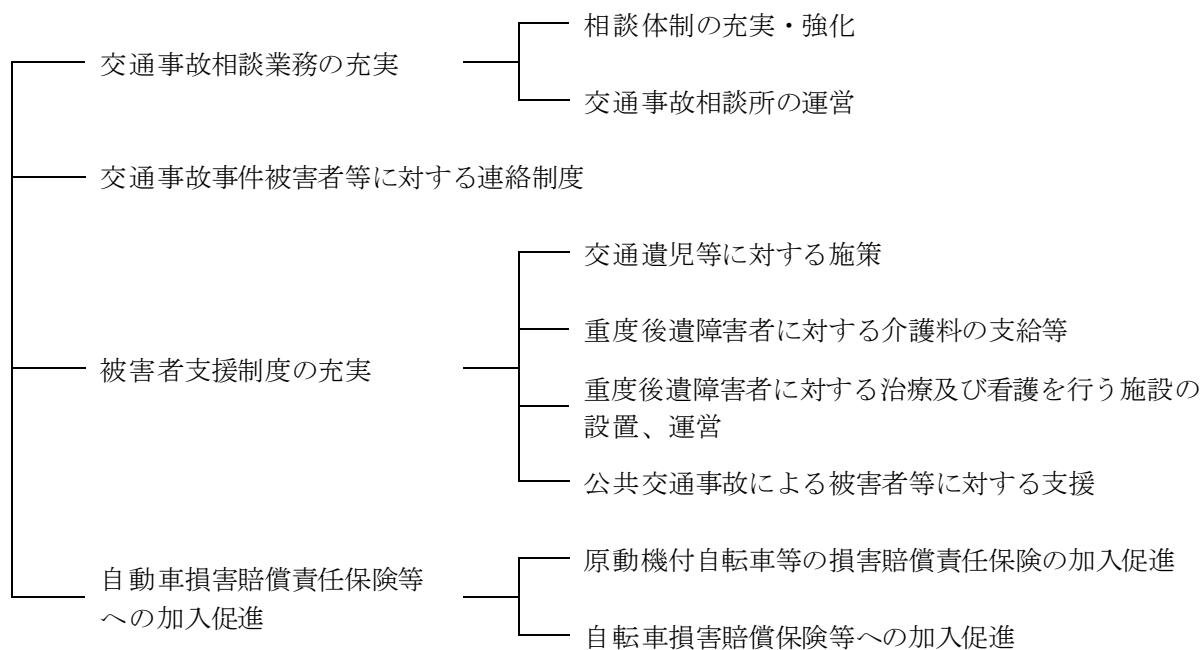 相談体制の充実・強化
交通事故相談業務の充実
交通事故相談所の運営
交通事故事件被害者等に対する連絡制度
交通遺児等に対する施策
重度後遺障害者に対する介護料の支給等
被害者支援制度の充実
重度後遺障害者に対する治療及び看護を行う施設の
設置、運営
公共交通事故による被害者等に対する支援
原動機付自転車等の損害賠償責任保険の加入促進
自動車損害賠償責任保険等
への加入促進
自転車損害賠償保険等への加入促進